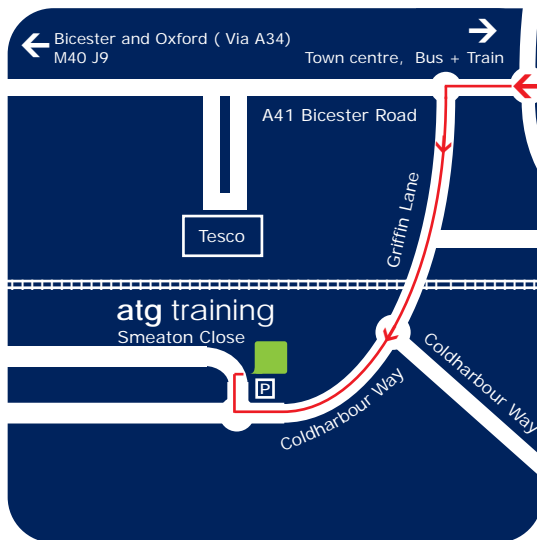 Bicester and Oxford ( Via A34)
M40 J9
Town centre, Bus + Train
A41 Bicester Road
Griffin Lane
Tesco
atg training
Smeaton Close
P
Coldharbour Way
Coldharbour Way